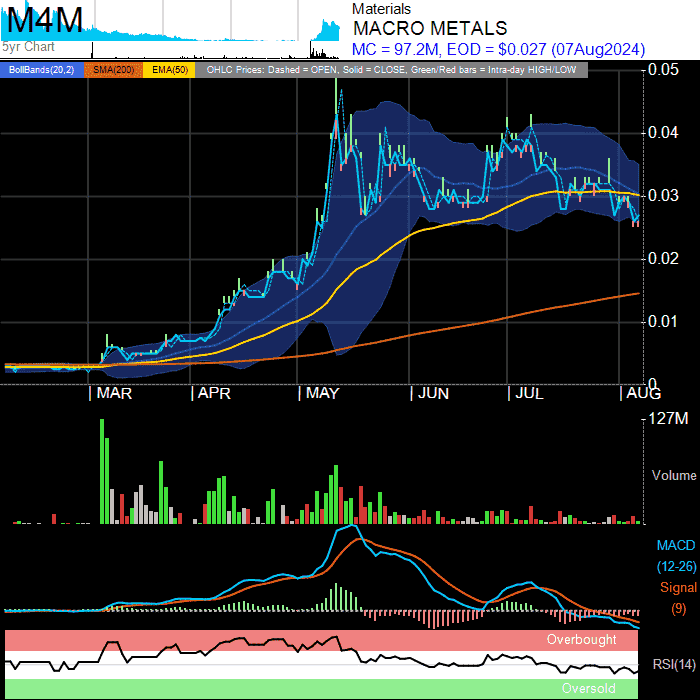 M4M
5yr Chart
Materials
MACRO METALS
MC = 97.2M, EOD = $0.027 (07Aug2024)
BollBands(20,2) SMA(200) EMA(50) OHLC Prices: Dashed = OPEN, Solid = CLOSE, Green/Red bars = Intra-day HIGH/LOW
0.05
0.04
0.03
0.02
0.01
0
MAR APR MAY JUN JUL AUG
127M
Volume
MACD
(12-26)
Signal
(9)
Overbought
RSI(14)
Oversold